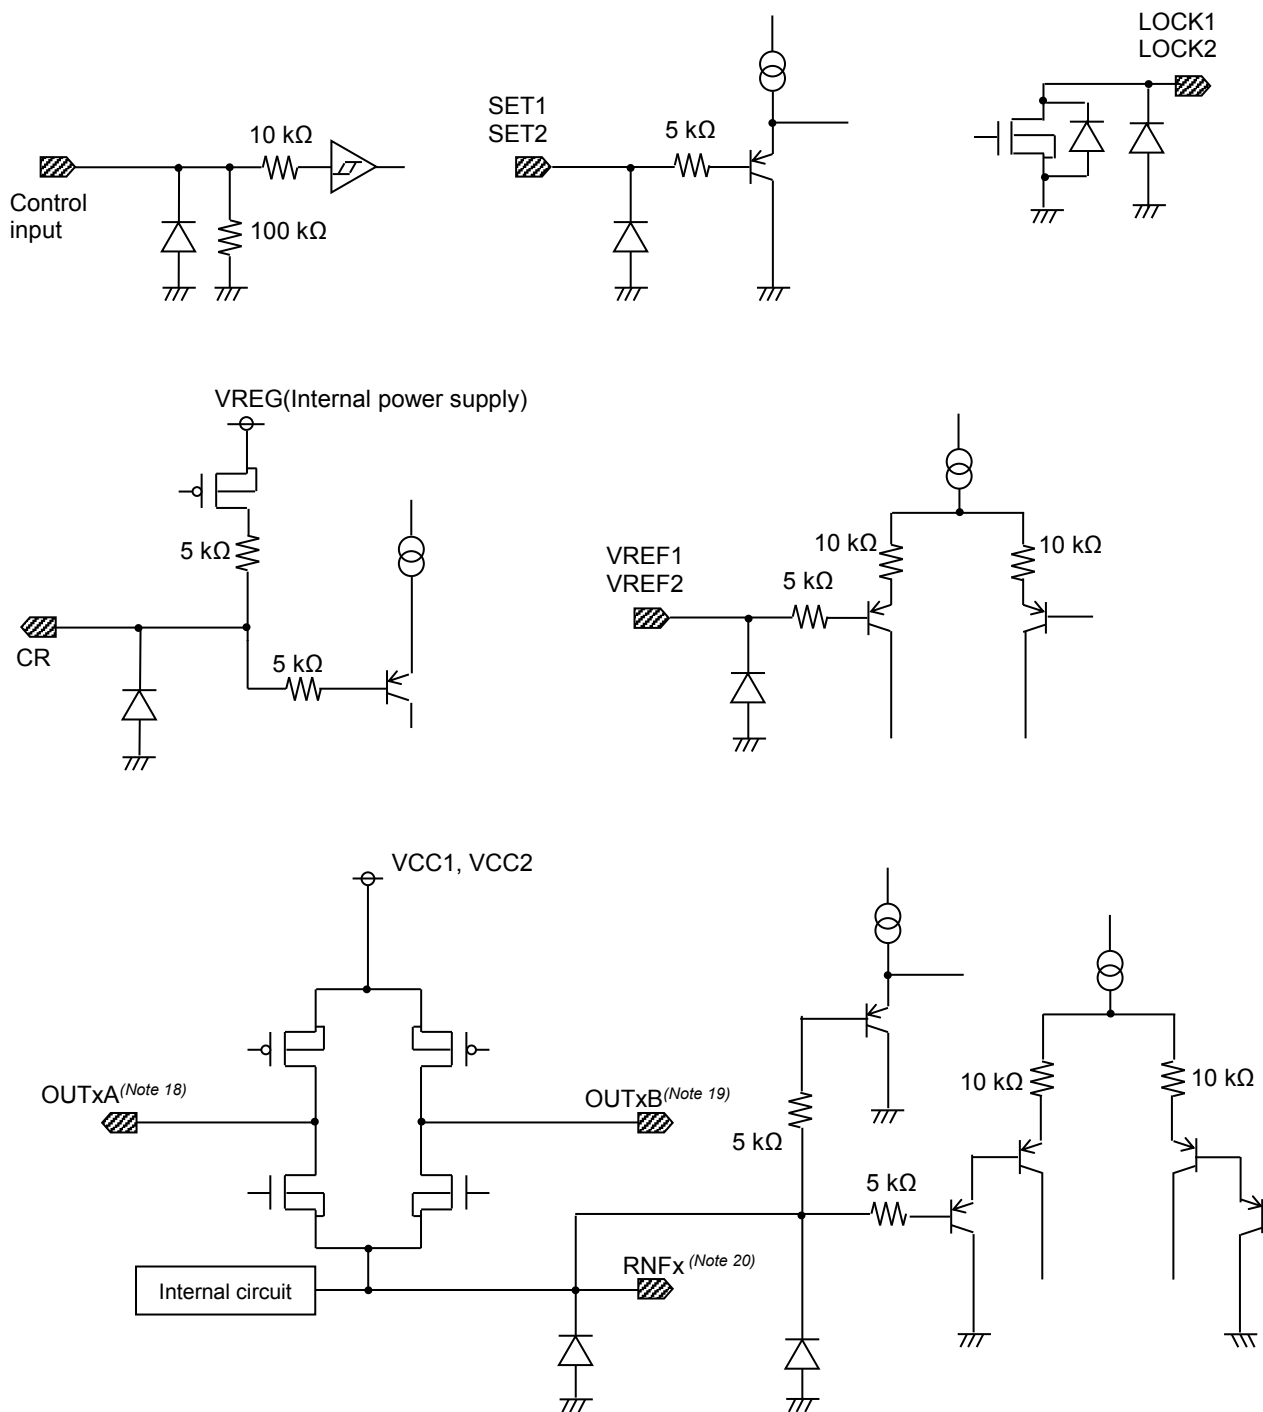 LOCK1
LOCK2
SET1
SET2
10 kΩ
5 kΩ
Control
input
100 kΩ
VREG(Internal power supply)
5 kΩ
CR
5 kΩ
VREF1
VREF2
10 kΩ
10 kΩ
5 kΩ
VCC1, VCC2
OUTxA(Note 18)
OUTxB(Note 19)
5 kΩ
10 kΩ
10 kΩ
5 kΩ
RNFx (Note 20)
Internal circuit